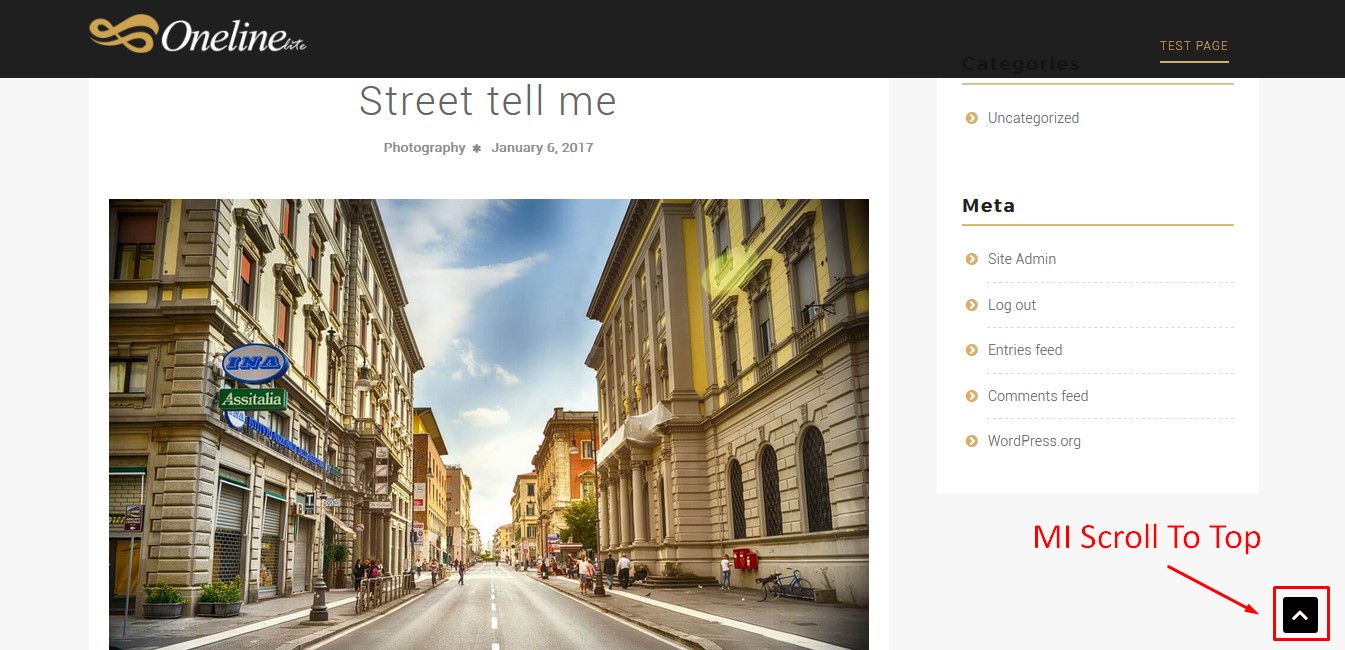 Oneline lite
TEST PAGE
Categories
Street tell me
Uncategorized
Photography ✱ January 6, 2017
Meta
Site Admin
Log out
Entries feed
Comments feed
WordPress.org
INA
Assitalia
MI Scroll To Top